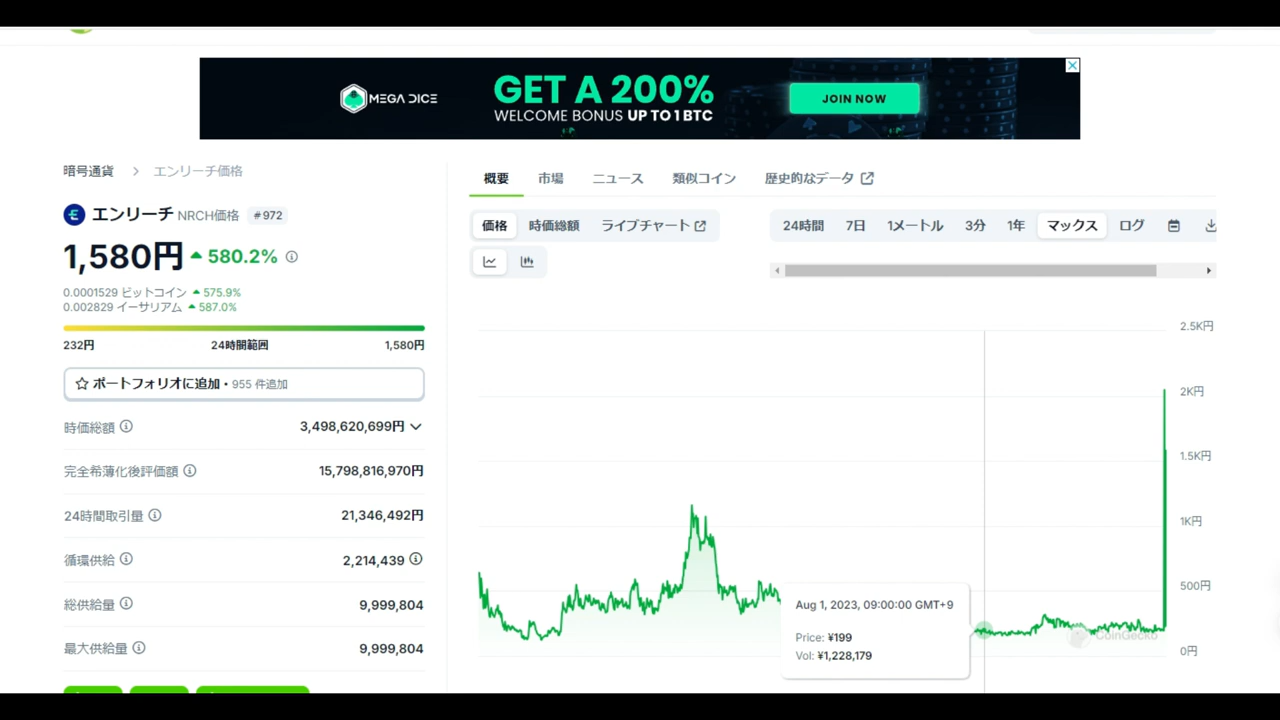 MEGA DICE
GET A 200%
WELCOME BONUS UP TO 1 BTC
JOIN NOW
暗号通貨 > エンリーチ価格
エンリーチ NRCH価格 #972
1,580円 ▲ 580.2%
0.0001529 ビットコイン ▲ 575.9%
0.002829 イーサリアム ▲ 587.0%
232円 24時間範囲 1,580円
ポートフォリオに追加・955 件追加
時価総額 3,498,620,699円
完全希薄化後評価額 15,798,816,970円
24時間取引量 21,346,492円
循環供給 2,214,439
総供給量 9,999,804
最大供給量 9,999,804
概要 市場 ニュース 類似コイン 歴史的なデータ
価格 時価総額 ライブチャート
24時間 7日 1メートル 3分 1年 マックス ログ
2.5K円
2K円
1.5K円
1K円
500円
0円
Aug 1, 2023, 09:00:00 GMT+9
Price: ¥199
Vol: ¥1,228,179
CoinGecko